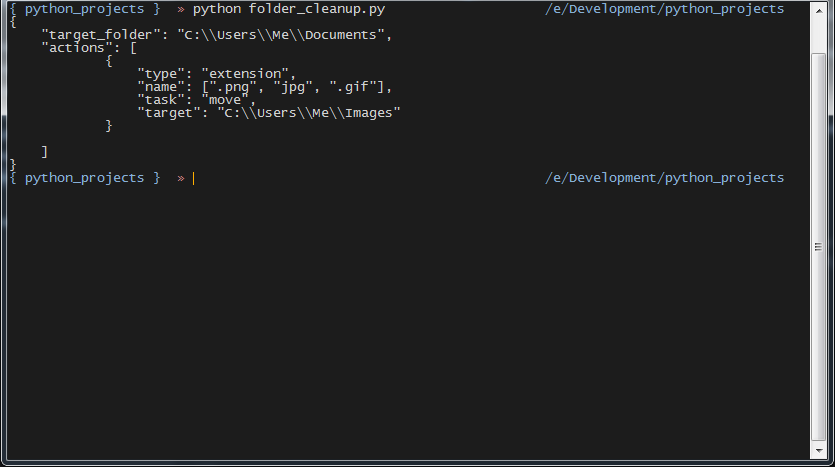 { python_projects } » python folder_cleanup.py /e/Development/python_projects
{
    "target_folder": "C:\\Users\\Me\\Documents",
    "actions": [
            {
                "type": "extension",
                "name": [".png", "jpg", ".gif"],
                "task": "move",
                "target": "C:\\Users\\Me\\Images"
            }

    ]
}
{ python_projects } » /e/Development/python_projects